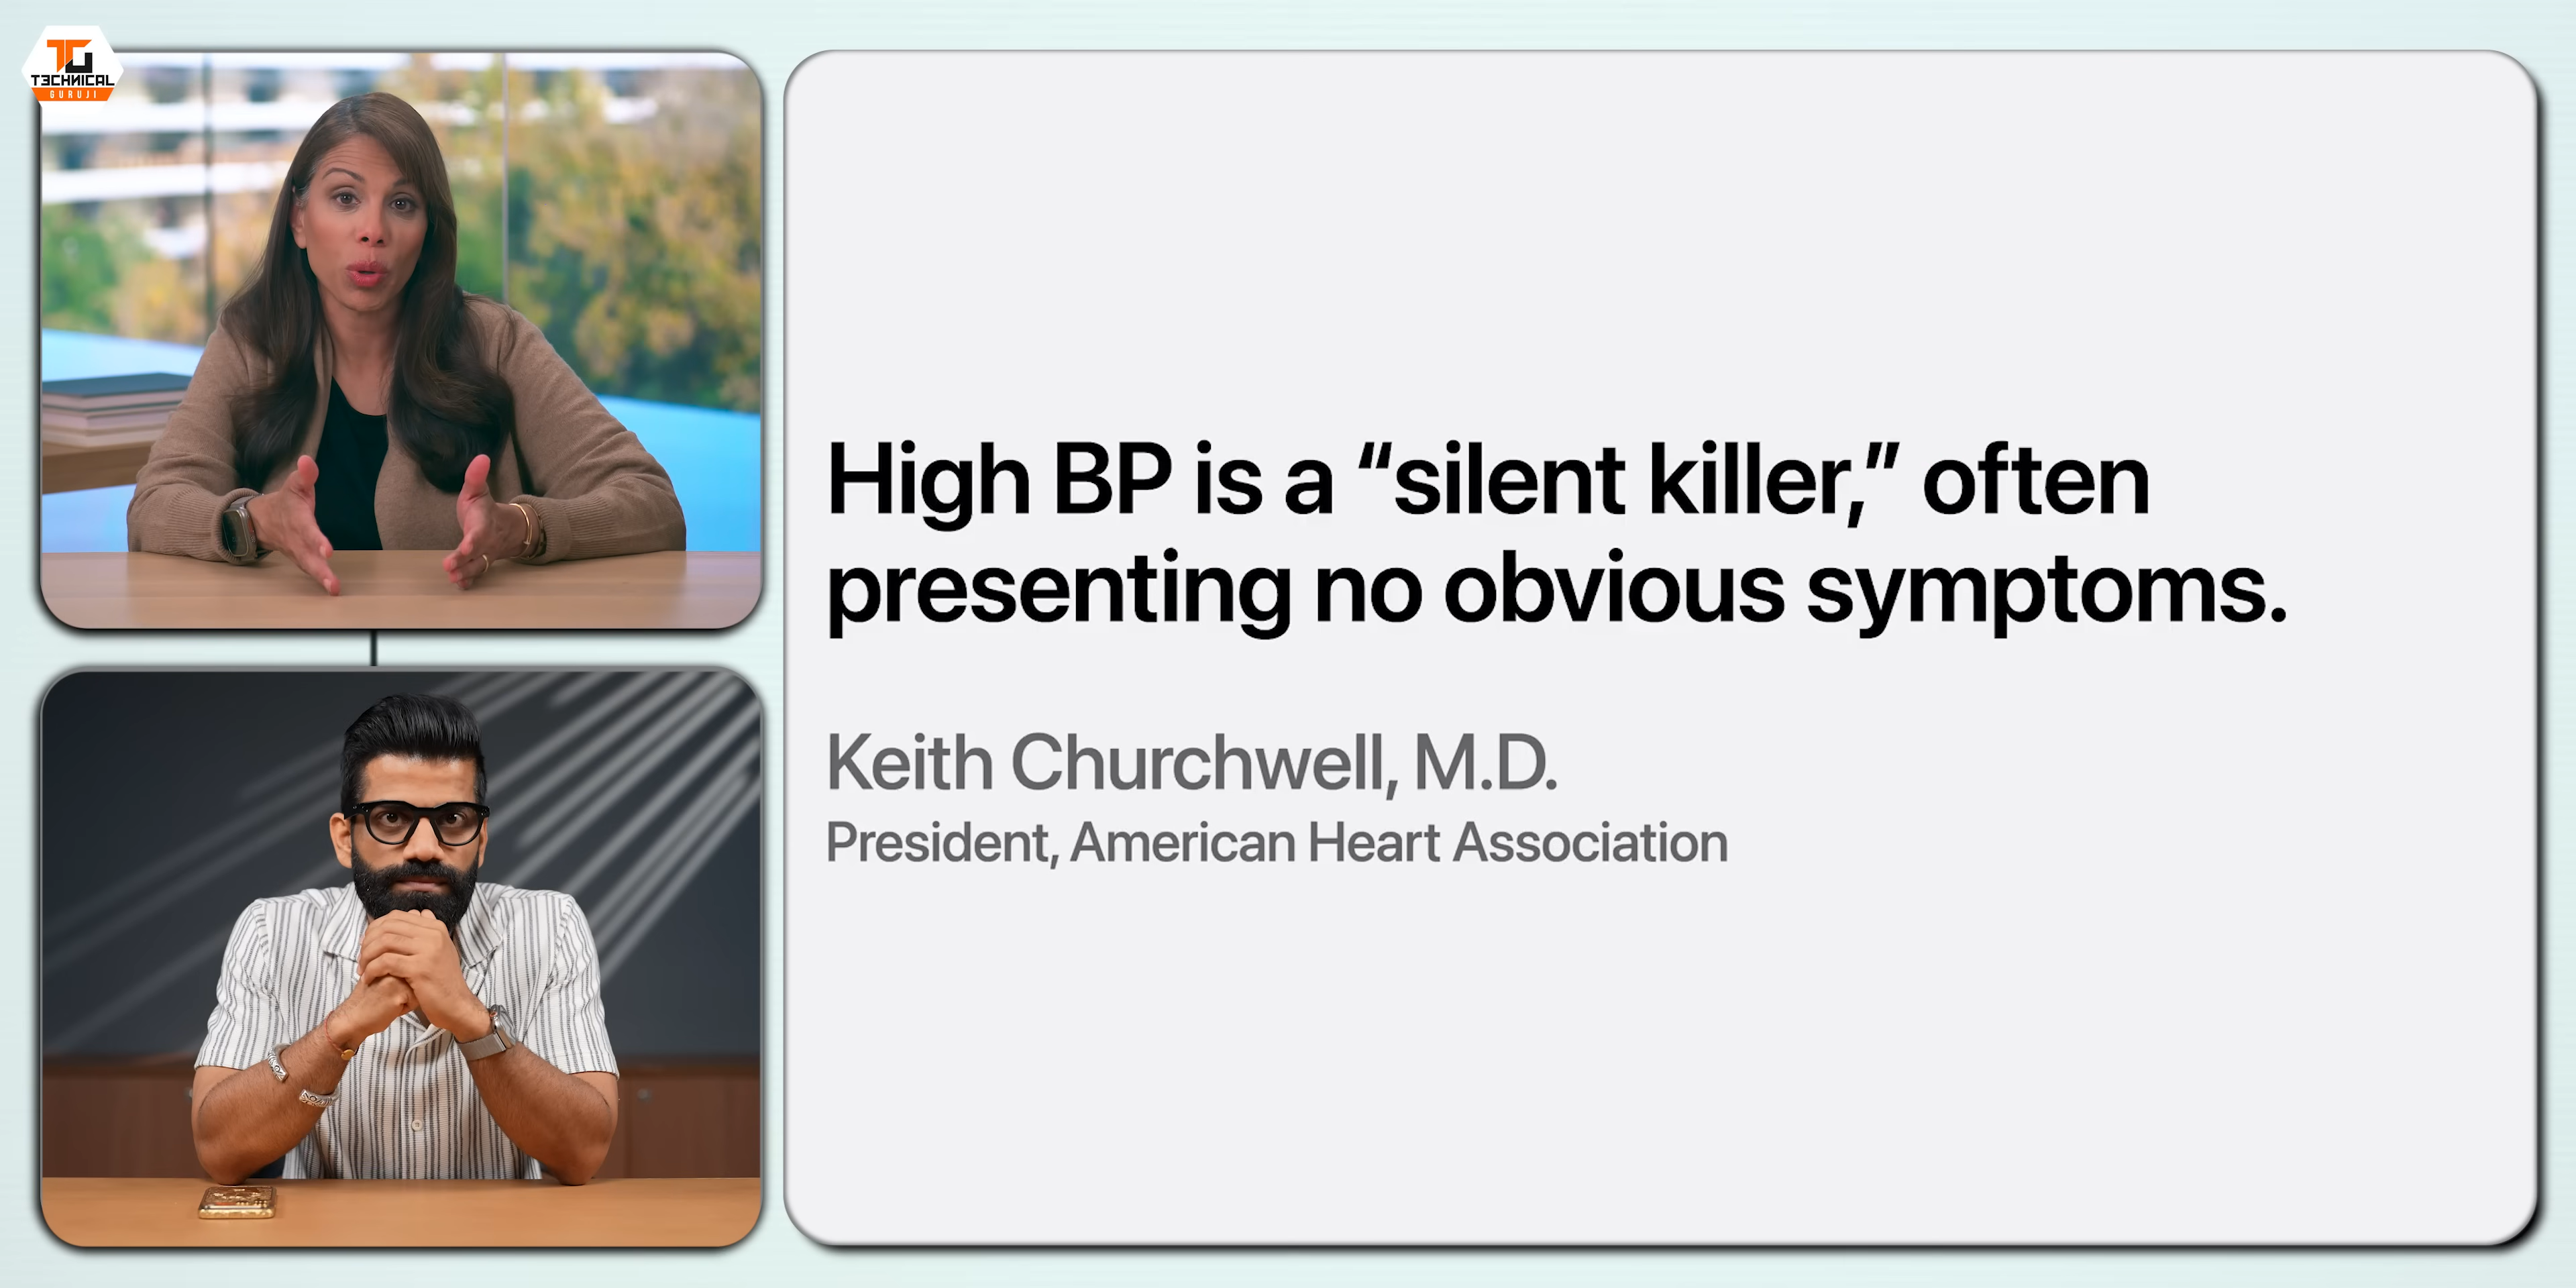 TECHNICAL
GURUJI
High BP is a “silent killer,” often
presenting no obvious symptoms.
Keith Churchwell, M.D.
President, American Heart Association